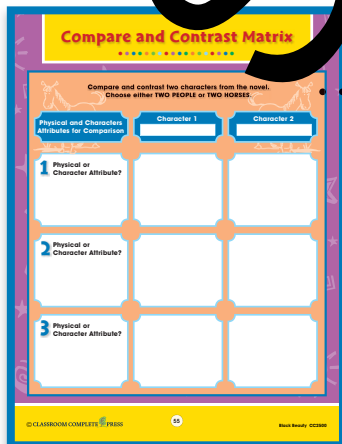 Compare and Contrast Matrix
Compare and contrast two characters from the novel.
Choose either TWO PEOPLE or TWO HORSES.
Physical and Characters
Attributes for Comparison
Character 1
Character 2
1 Physical or
Character Attribute?
2 Physical or
Character Attribute?
3 Physical or
Character Attribute?
© CLASSROOM COMPLETE PRESS
55
Black Beauty CC2500